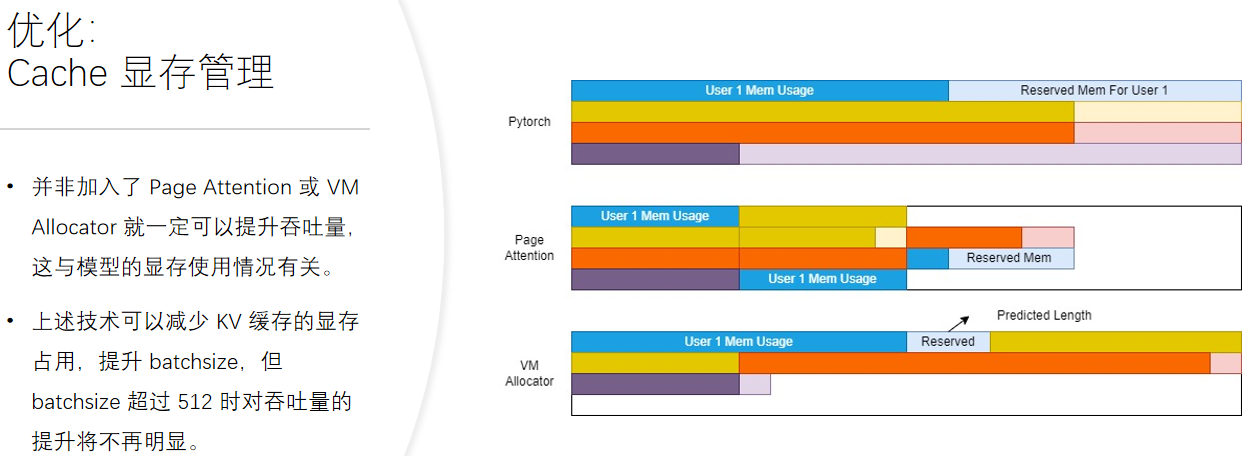 优化:
Cache 显存管理
• 并非加入了 Page Attention 或 VM
Allocator 就一定可以提升吞吐量,
这与模型的显存使用情况有关。
• 上述技术可以减少 KV 缓存的显存
占用，提升 batchsize，但
batchsize 超过 512 时对吞吐量的
提升将不再明显。
Pytorch
User 1 Mem Usage
Reserved Mem For User 1
Page
Attention
User 1 Mem Usage
Reserved Mem
User 1 Mem Usage
Predicted Length
VM
Allocator
User 1 Mem Usage
Reserved